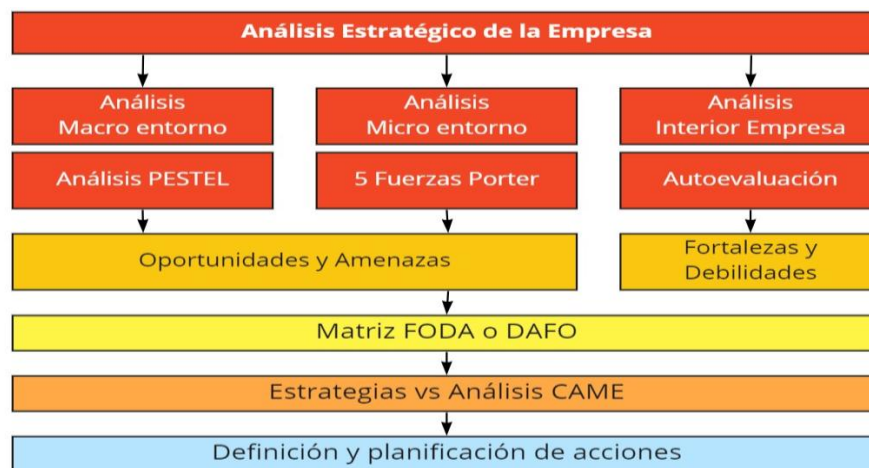 Análisis Estratégico de la Empresa
Análisis
Macro entorno
Análisis
Micro entorno
Análisis
Interior Empresa
Análisis PESTEL
5 Fuerzas Porter
Autoevaluación
Oportunidades y Amenazas
Fortalezas y
Debilidades
Matriz FODA o DAFO
Estrategias vs Análisis CAME
Definición y planificación de acciones